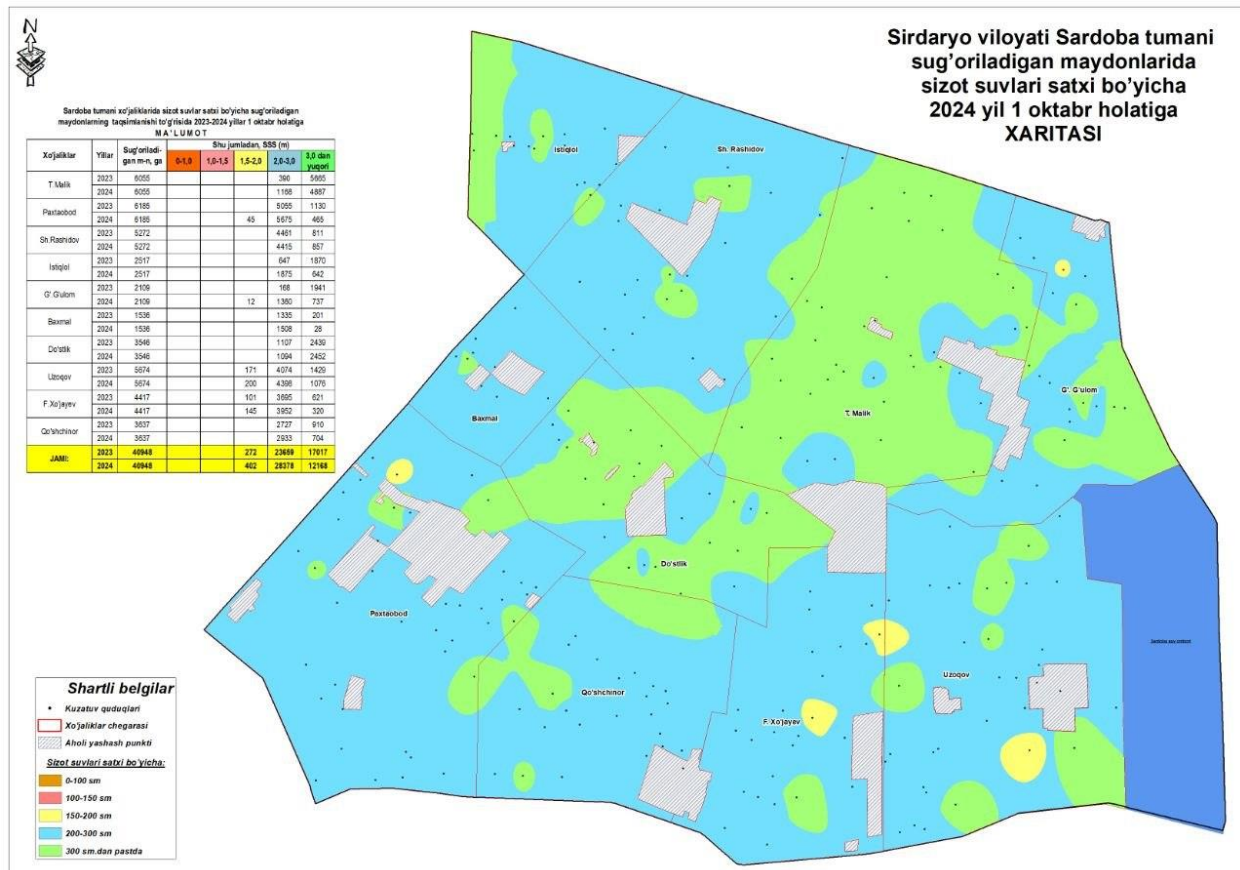 N
Sirdaryo viloyati Sardoba tumani
sug'oriladigan maydonlarida
sizot suvlari satxi bo'yicha
2024 yil 1 oktabr holatiga
XARITASI
Sardoba tumani xo'jaliklarida sizot suvlar satxi bo'yicha sug'oriladigan
maydonlarning taqsimlanishi to'g'risida 2023-2024 yillar 1 oktabr holatiga
MA'LUMOT
Xo'jaliklar Yillar Sug'oriladi-gan m-n, ga Shu jumladan, SSS (m)
0-1,0 1,0-1,5 1,5-2,0 2,0-3,0 3,0 dan yuqori
T.Malik 2023 6055 390 5665
2024 6055 1168 4887
Paxtaobod 2023 6185 5055 1130
2024 6185 45 5675 465
Sh.Rashidov 2023 5272 4461 811
2024 5272 4415 857
Istiqlol 2023 2517 647 1870
2024 2517 1875 642
G'.G'ulom 2023 2109 168 1941
2024 2109 12 1360 737
Baxmal 2023 1536 1335 201
2024 1536 1508 28
Do'stlik 2023 3546 1107 2439
2024 3546 1094 2452
Uzoqov 2023 5674 171 4074 1429
2024 5674 200 4398 1076
F.Xo'jayev 2023 4417 101 3695 621
2024 4417 145 3952 320
Qo'shchinor 2023 3637 2727 910
2024 3637 2933 704
JAMI: 2023 40948 272 23659 17017
2024 40948 402 28378 12168
Istiqlol
Sh. Rashidov
Baxmal
T. Malik
G'. G'ulom
Do'stlik
Paxtaobod
Qo'shchinor
F. Xo'jayev
Uzoqov
Sardoba suv ombori
Shartli belgilar
Kuzatuv quduqlari
Xo'jaliklar chegarasi
Aholi yashash punkti
Sizot suvlari satxi bo'yicha:
0-100 sm
100-150 sm
150-200 sm
200-300 sm
300 sm.dan pastda